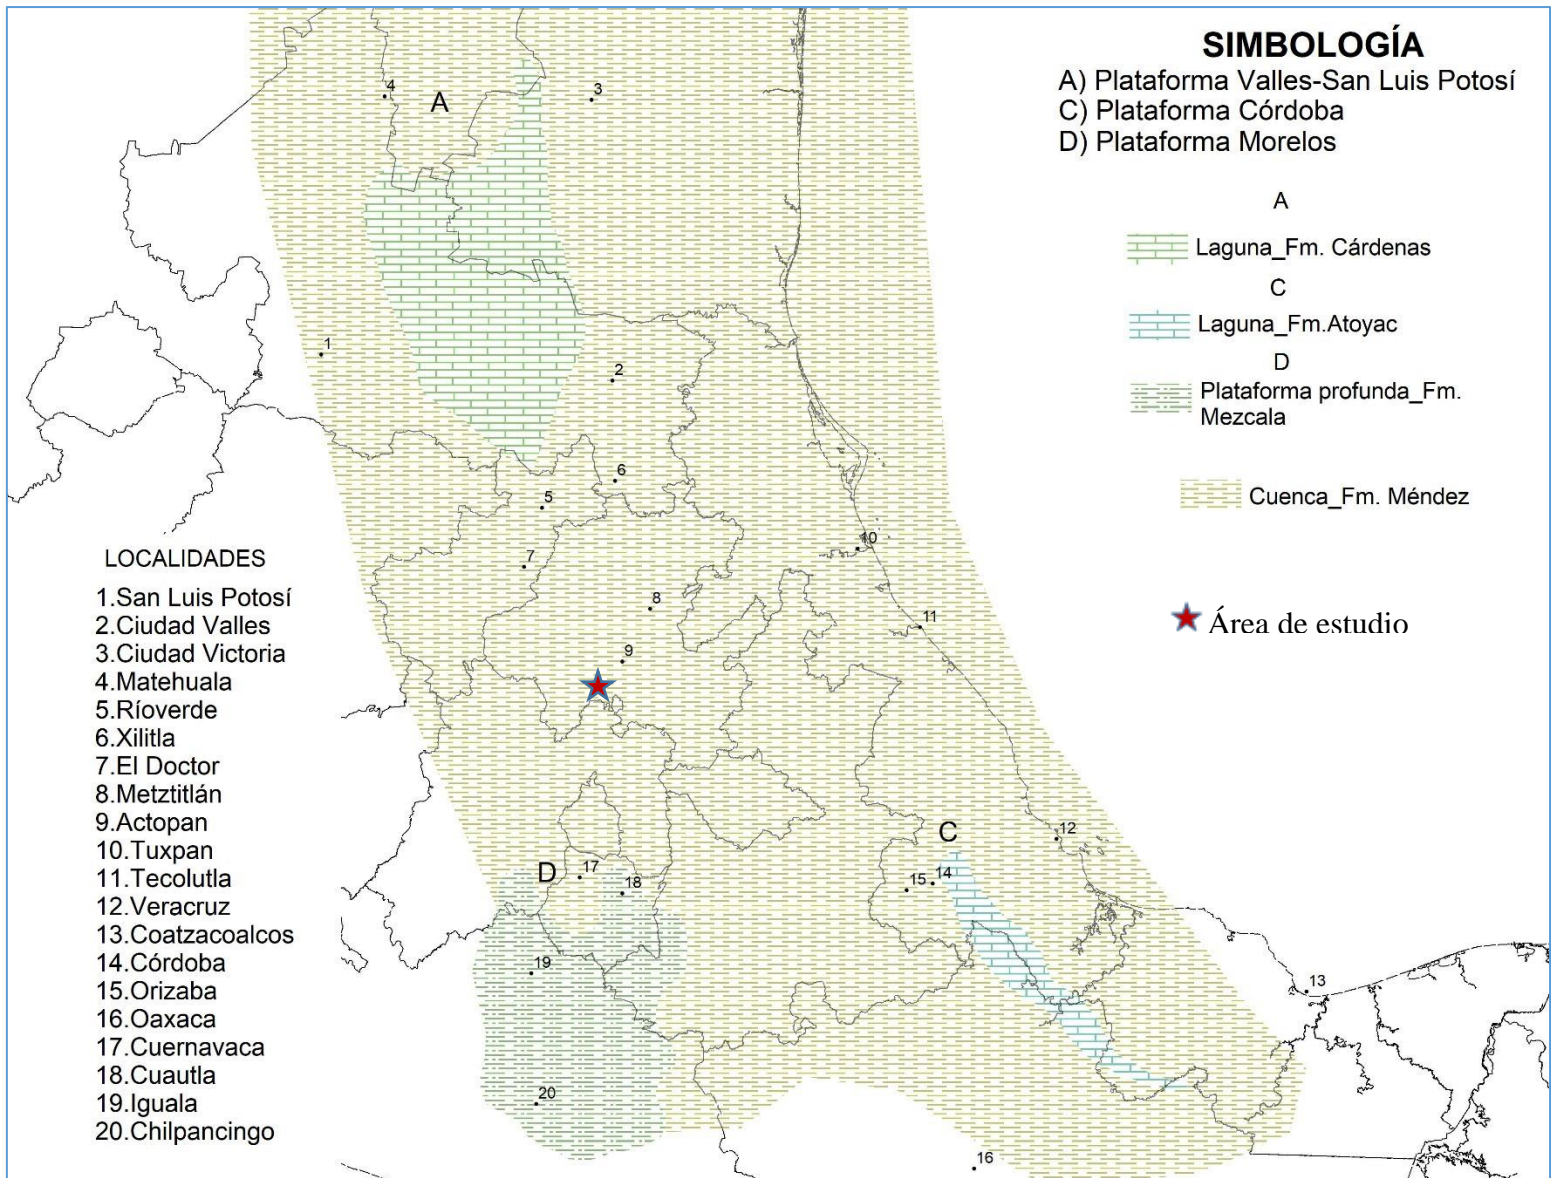 SIMBOLOGÍA
A) Plataforma Valles-San Luis Potosí
C) Plataforma Córdoba
D) Plataforma Morelos
A
Laguna_Fm. Cárdenas
C
Laguna_Fm.Atoyac
D
Plataforma profunda_Fm.
Mezcala
Cuenca_Fm. Méndez
Área de estudio
LOCALIDADES
1.San Luis Potosí
2.Ciudad Valles
3.Ciudad Victoria
4.Matehuala
5.Ríoverde
6.Xilitla
7.El Doctor
8.Metztitlán
9.Actopan
10.Tuxpan
11.Tecolutla
12.Veracruz
13.Coatzacoalcos
14.Córdoba
15.Orizaba
16.Oaxaca
17.Cuernavaca
18.Cuautla
19.Iguala
20.Chilpancingo
4
A
3
1
2
6
5
10
7
8
11
9
12
C
D
17
18
15
14
19
13
20
16